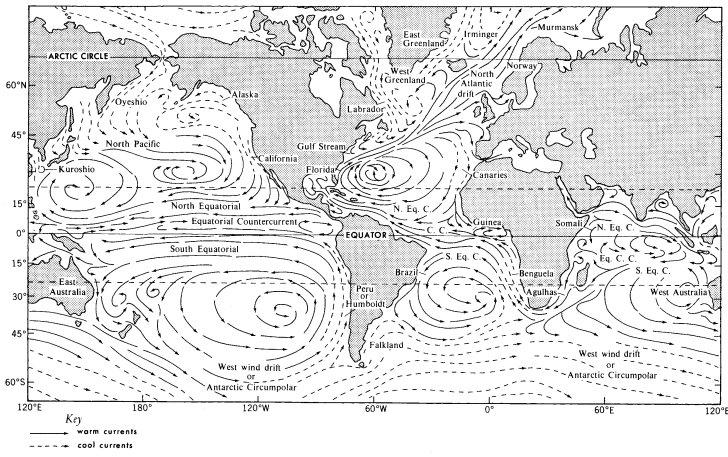 East
Greenland
Irminger
Murmansk
ARCTIC CIRCLE
West
Greenland
Norway
North
Atlantic
drift
60°N
Oyeshio
Alaska
Labrador
45°
North Pacific
Gulf Stream
California
Kuroshio
Florida
Canaries
15°
North Equatorial
N. Eq. C.
Guinea
Somali
N. Eq. C.
Equatorial Countercurrent
0°
EQUATOR
C. C.
South Equatorial
S. Eq. C.
Eq. C. C.
15°
Brazil
Benguela
S. Eq. C.
East
Australia
Peru
or
Humboldt
Agulhas
West Australia
30°
45°
Falkland
West wind drift
or
Antarctic Circumpolar
West wind drift
or
Antarctic Circumpolar
60°S
120°E
180°
120°W
60°W
0°
60°E
120°E
Key
warm currents
cool currents